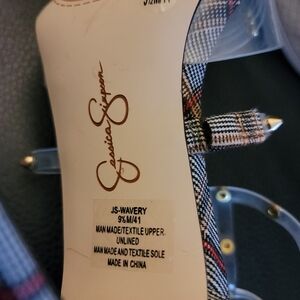 Jessica Simpson
JS-WAVERY
9½M/41
MAN MADE/TEXTILE UPPER
UNLINED
MAN MADE AND TEXTILE SOLE
MADE IN CHINA